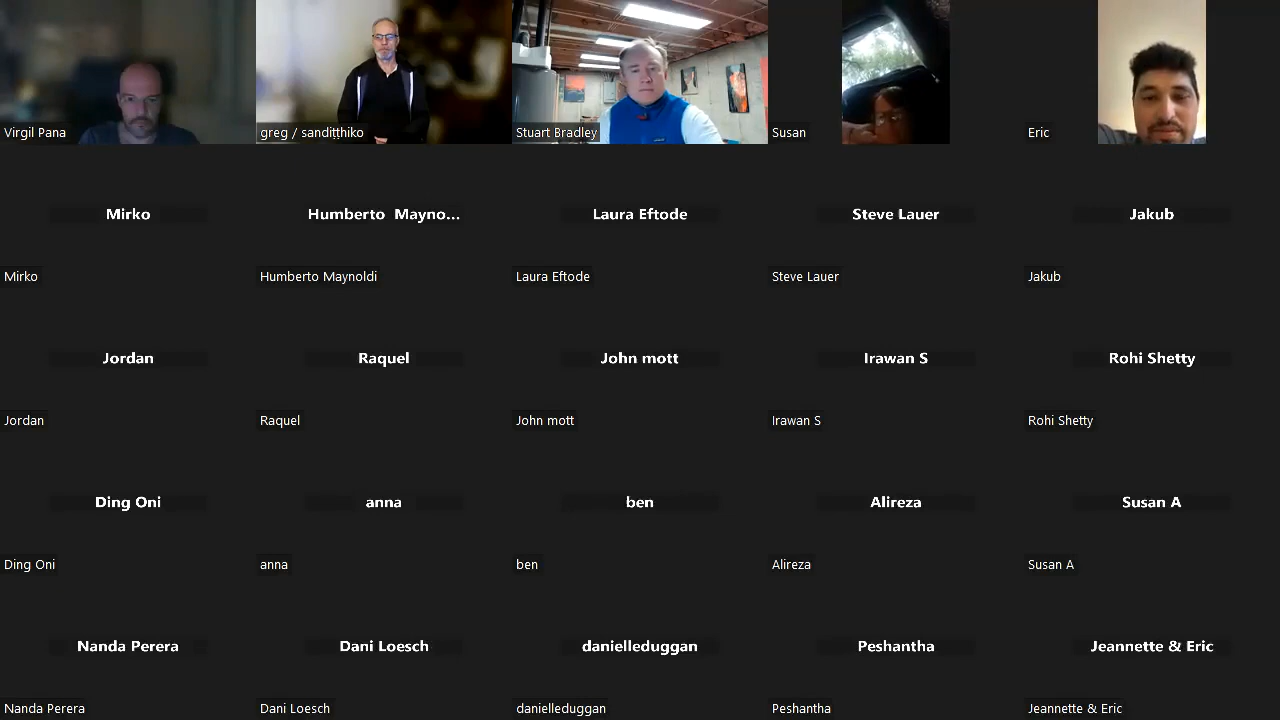 Virgil Pana
greg / sandiṭṭhiko
Stuart Bradley
Susan
Eric
Mirko
Humberto Mayno...
Laura Eftode
Steve Lauer
Jakub
Mirko
Humberto Maynoldi
Laura Eftode
Steve Lauer
Jakub
Jordan
Raquel
John mott
Irawan S
Rohi Shetty
Jordan
Raquel
John mott
Irawan S
Rohi Shetty
Ding Oni
anna
ben
Alireza
Susan A
Ding Oni
anna
ben
Alireza
Susan A
Nanda Perera
Dani Loesch
danielleduggan
Peshantha
Jeannette & Eric
Nanda Perera
Dani Loesch
danielleduggan
Peshantha
Jeannette & Eric